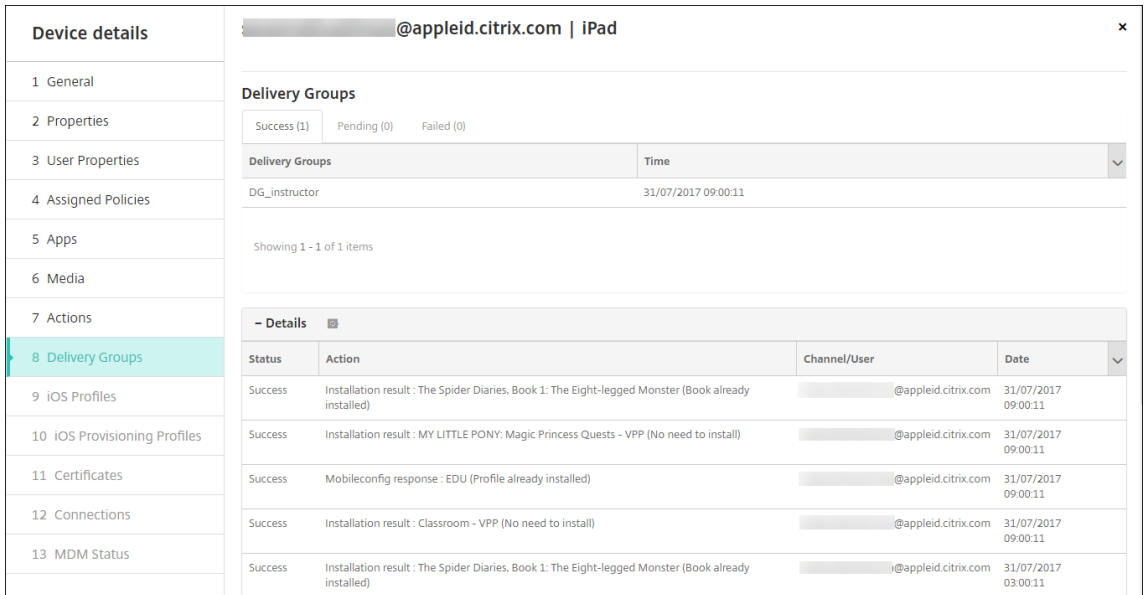 Device details
1 General
2 Properties
3 User Properties
4 Assigned Policies
5 Apps
6 Media
7 Actions
8 Delivery Groups
9 iOS Profiles
10 iOS Provisioning Profiles
11 Certificates
12 Connections
13 MDM Status
@appleid.citrix.com | iPad
Delivery Groups
Success (1) Pending (0) Failed (0)
Delivery Groups Time
DG_instructor 31/07/2017 09:00:11
Showing 1 - 1 of 1 items
– Details
Status Action Channel/User Date
Success Installation result : The Spider Diaries, Book 1: The Eight-legged Monster (Book already @appleid.citrix.com 31/07/2017
installed) 09:00:11
Success Installation result : MY LITTLE PONY: Magic Princess Quests - VPP (No need to install) @appleid.citrix.com 31/07/2017
09:00:11
Success Mobileconfig response : EDU (Profile already installed) @appleid.citrix.com 31/07/2017
09:00:11
Success Installation result : Classroom - VPP (No need to install) @appleid.citrix.com 31/07/2017
09:00:11
Success Installation result : The Spider Diaries, Book 1: The Eight-legged Monster (Book already @appleid.citrix.com 31/07/2017
installed) 03:00:11